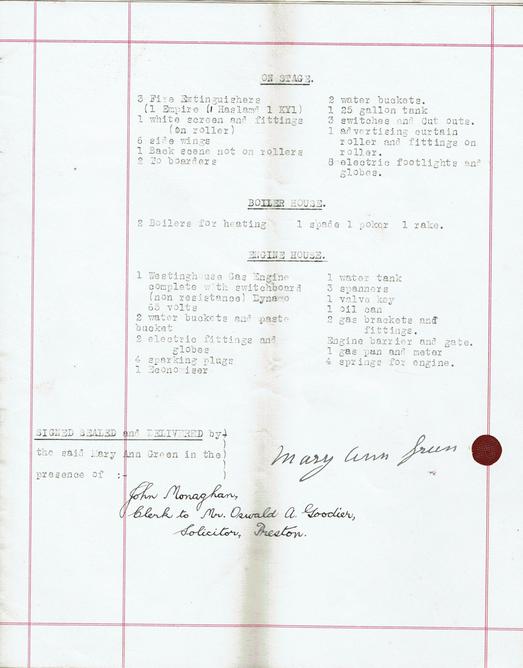 ON STAGE.
3 Fire Extinguishers
(1 Empire (1 Haslam 1 KYl)
1 white screen and fittings
(on roller)
6 side wings
1 Back scene not on rollers
2 To boarders
2 water buckets.
1 25 gallon tank
3 switches and Cut outs.
1 advertising curtain
roller and fittings on
roller.
8 electric footlights and
globes.
BOILER HOUSE.
2 Boilers for heating 1 spade 1 poker 1 rake.
ENGINE HOUSE.
1 Westinghouse Gas Engine
complete with switchboard
(non resistance) Dynamo
65 volts
2 water buckets and paste
bucket
2 electric fittings and
globes
4 sparking plugs
1 Economiser
1 water tank
3 spanners
1 valve key
1 oil can
2 gas brackets and
fittings.
Engine barrier and gate.
1 gas pan and meter
4 springs for engine.
SIGNED SEALED and DELIVERED by
the said Mary Ann Green in the
presence of :-
Mary Ann Green
John Monaghan,
Clerk to Mr. Oswald A. Goodier,
Solicitor, Preston.